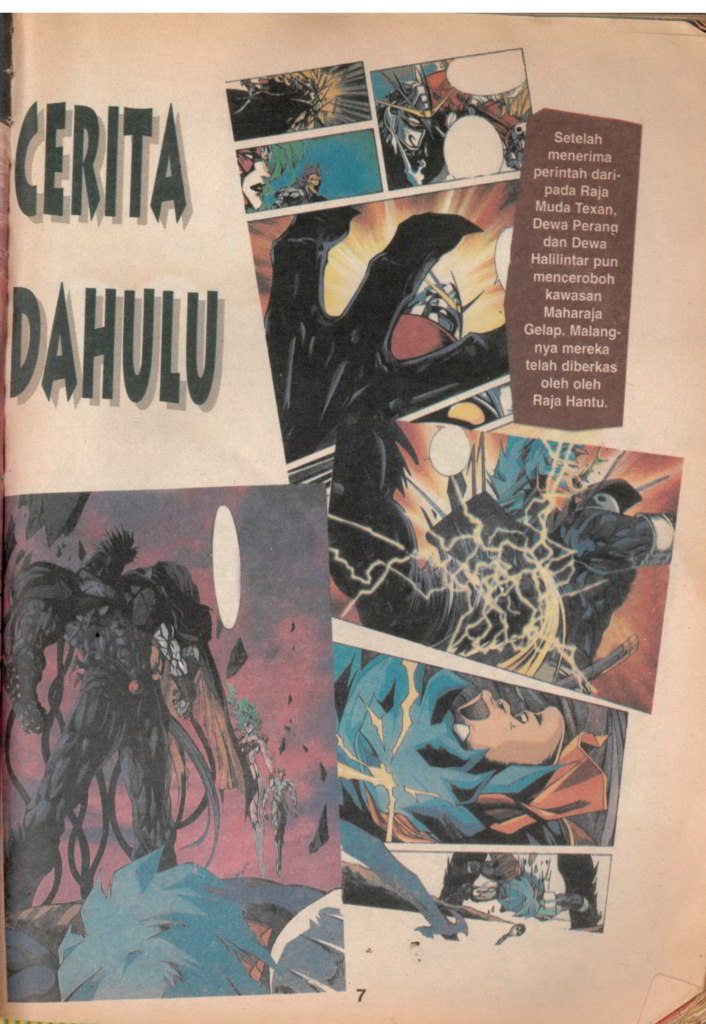 CERITA
DAHULU
Setelah
menerima
perintah dari-
pada Raja
Muda Texan,
Dewa Perang
dan Dewa
Halilintar pun
menceroboh
kawasan
Maharaja
Gelap. Malang-
nya mereka
telah diberkas
oleh oleh
Raja Hantu.
7